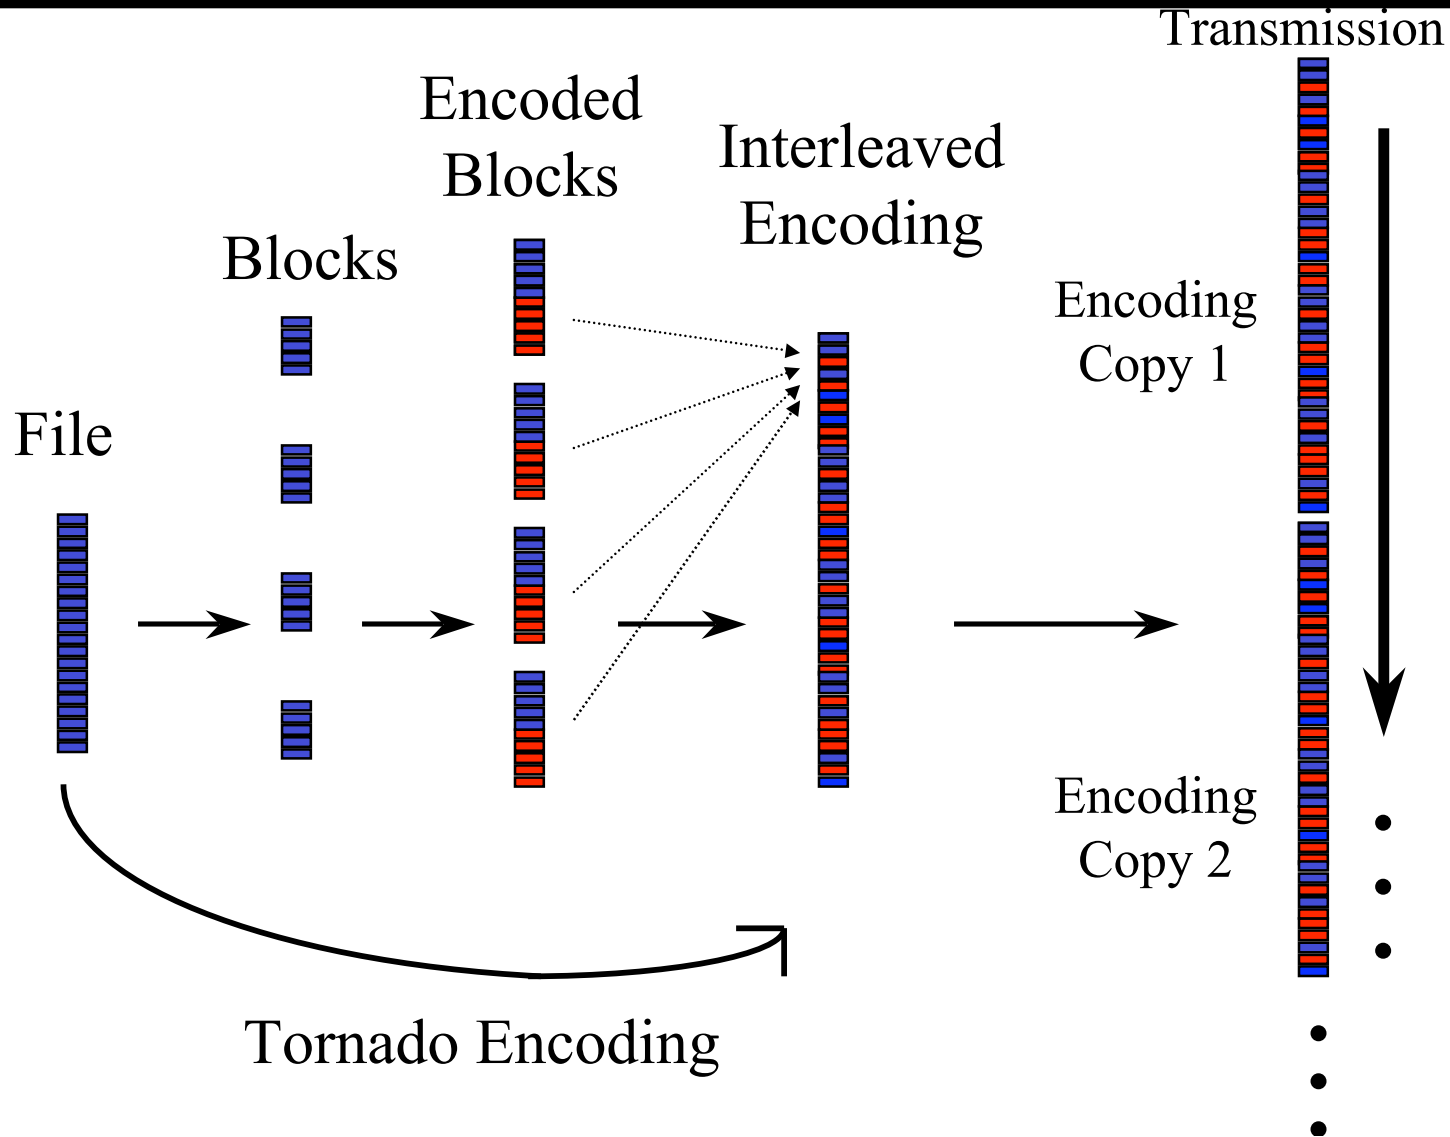 Transmission
Encoded
Blocks
Interleaved
Encoding
Blocks
File
Encoding
Copy 1
Encoding
Copy 2
Tornado Encoding